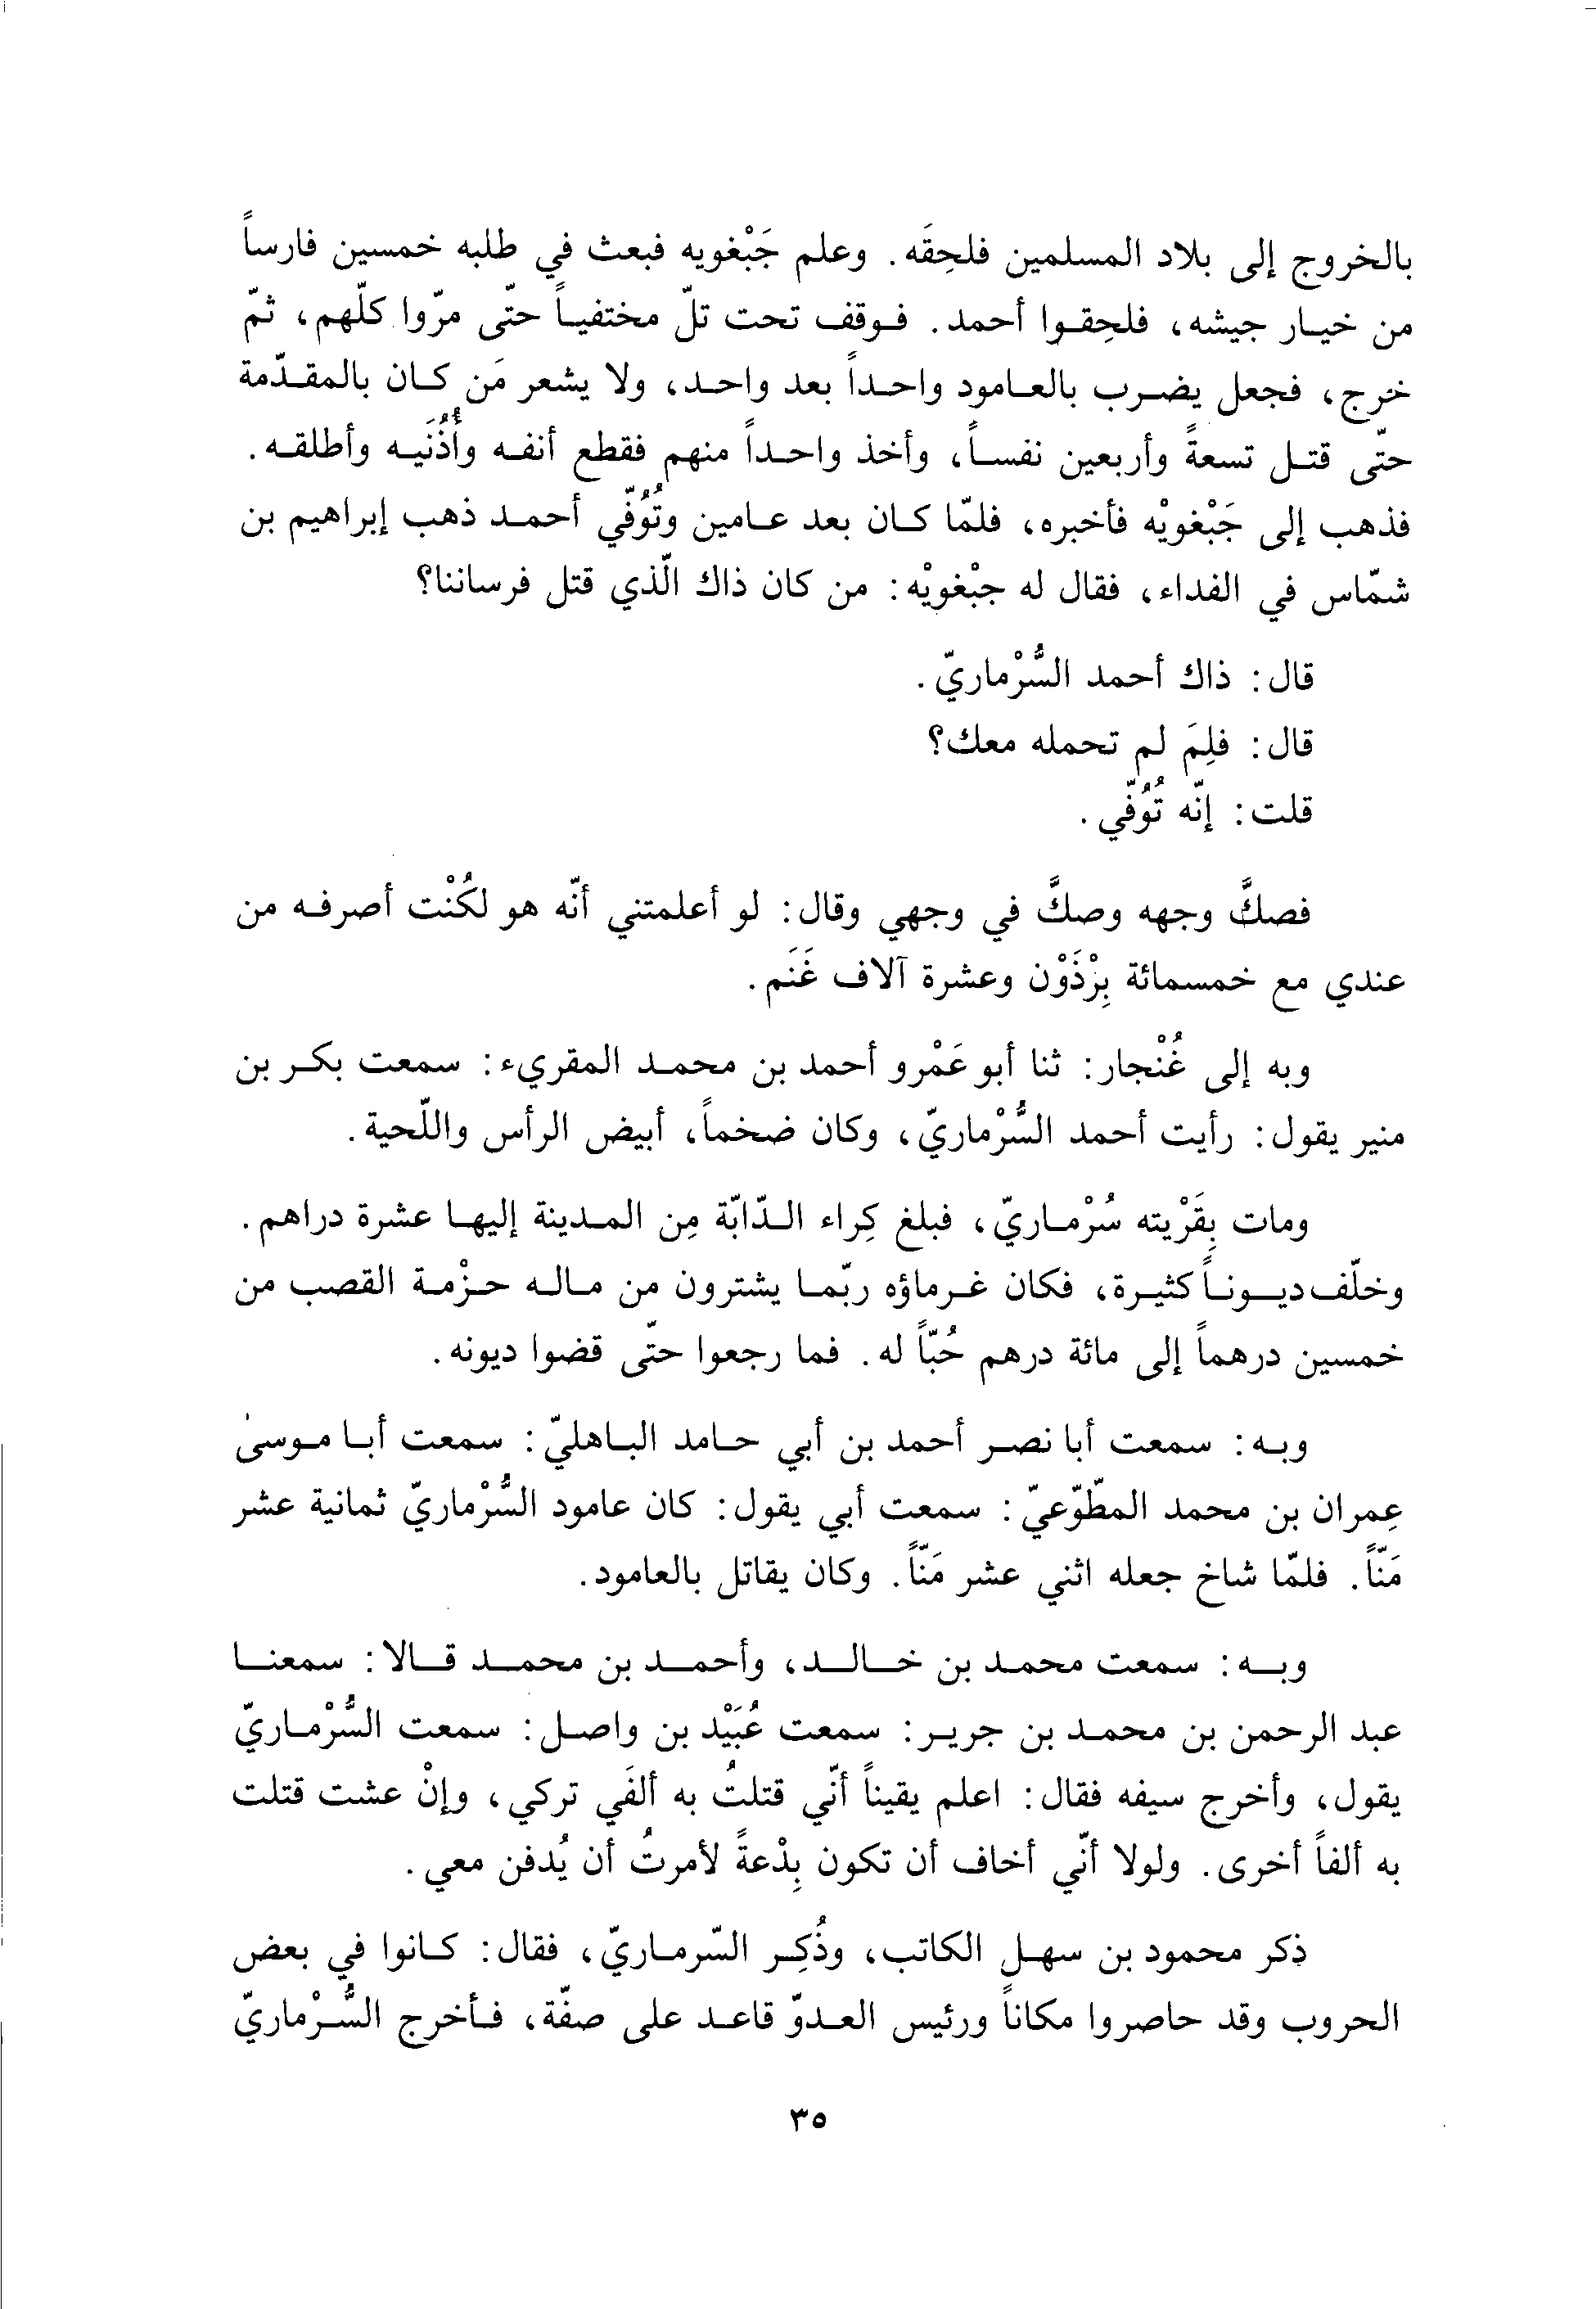 بالخروج إلى بلاد المسلمين فلحِقَه. وعلم جَبْغويه فبعث في طلبه خمسين فارساً
من خيار جيشه، فلحِقوا أحمد. فوقف تحت تلّ مختفياً حتّى مرّوا كلّهم، ثمّ
خرج، فجعل يضرب بالعامود واحداً بعد واحد، ولا يشعر مَن كان بالمقدّمة
حتّى قتل تسعةً وأربعين نفساً، وأخذ واحداً منهم فقطع أنفه وأُذُنَيه وأطلقه.
فذهب إلى جَبْغويْه فأخبره، فلمّا كان بعد عامين وتُوُفّي أحمد ذهب إبراهيم بن
شمّاس في الفداء، فقال له جبْغويْه: من كان ذاك الّذي قتل فرساننا؟
قال: ذاك أحمد السُّرْماريّ.
قال: فلِمَ لم تحمله معك؟
قلت: إنّه تُوُفّي.
فصكَّ وجهه وصكَّ في وجهي وقال: لو أعلمتني أنّه هو لكُنْت أصرفه من
عندي مع خمسمائة بِرْذَوْن وعشرة آلاف غَنَم.
وبه إلى غُنْجار: ثنا أبو عَمْرو أحمد بن محمد المقريء: سمعت بكر بن
منير يقول: رأيت أحمد السُّرْماريّ، وكان ضخماً، أبيض الرأس واللّحية.
ومات بِقَرْيته سُرْماريّ، فبلغ كِراء الدّابّة مِن المدينة إليها عشرة دراهم.
وخلّف ديوناً كثيرة، فكان غرماؤه ربّما يشترون من ماله حزْمة القصب من
خمسين درهماً إلى مائة درهم حُبّاً له. فما رجعوا حتّى قضوا ديونه.
وبه: سمعت أبا نصر أحمد بن أبي حامد الباهليّ: سمعت أبا موسىٰ
عِمران بن محمد المطّوّعيّ: سمعت أبي يقول: كان عامود السُّرْماريّ ثمانية عشر
مَنّاً. فلمّا شاخ جعله اثني عشر مَنّاً. وكان يقاتل بالعامود.
وبه: سمعت محمد بن خالد، وأحمد بن محمد قالا: سمعنا
عبد الرحمن بن محمد بن جرير: سمعت عُبَيْد بن واصل: سمعت السُّرْماريّ
يقول، وأخرج سيفه فقال: اعلم يقيناً أنّي قتلتُ به ألفَي تركي، وإنْ عشت قتلت
به ألفاً أخرى. ولولا أنّي أخاف أن تكون بِدْعةً لأمرتُ أن يُدفن معي.
ذكر محمود بن سهل الكاتب، وذُكِر السّرماريّ، فقال: كانوا في بعض
الحروب وقد حاصروا مكاناً ورئيس العدوّ قاعد على صفّة، فأخرج السُّرْماريّ
٣٥